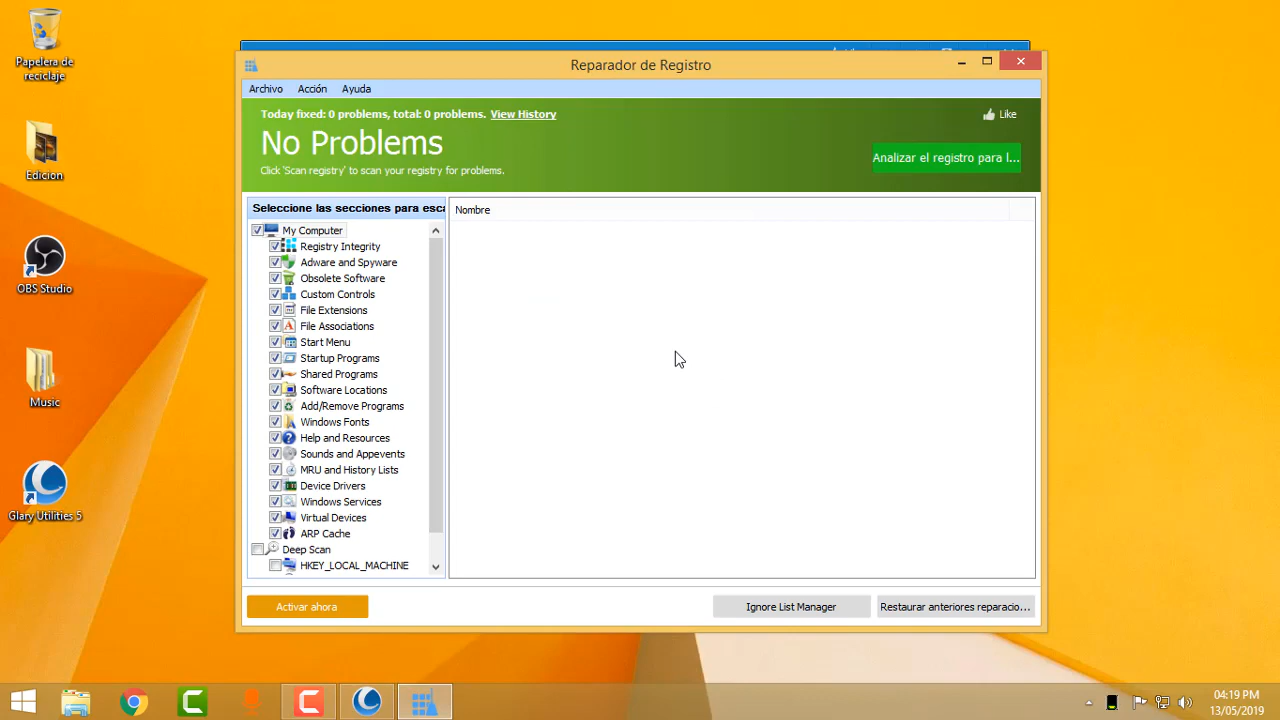 Papelera de
reciclaje
Edicion
OBS Studio
Music
Glary Utilities 5
Reparador de Registro
Archivo Acción Ayuda
Today fixed: 0 problems, total: 0 problems. View History
Like
No Problems
Click 'Scan registry' to scan your registry for problems.
Analizar el registro para l...
Seleccione las secciones para esca
Nombre
My Computer
Registry Integrity
Adware and Spyware
Obsolete Software
Custom Controls
File Extensions
File Associations
Start Menu
Startup Programs
Shared Programs
Software Locations
Add/Remove Programs
Windows Fonts
Help and Resources
Sounds and Appevents
MRU and History Lists
Device Drivers
Windows Services
Virtual Devices
ARP Cache
Deep Scan
HKEY_LOCAL_MACHINE
Activar ahora
Ignore List Manager
Restaurar anteriores reparacio...
04:19 PM
13/05/2019